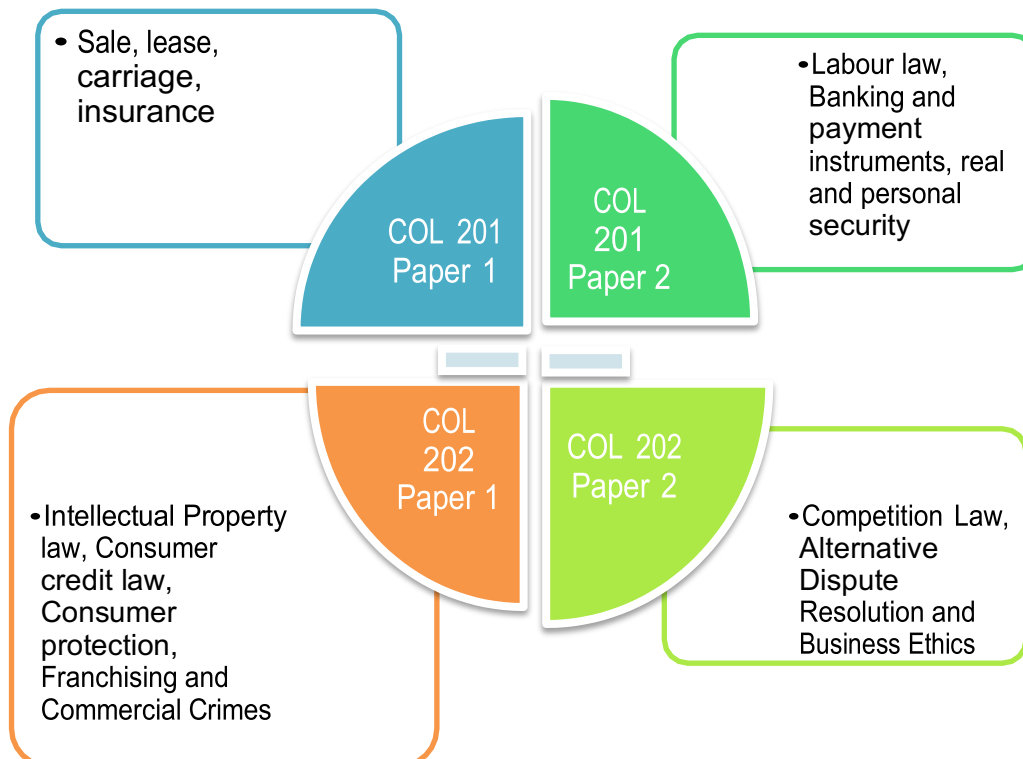 • Sale, lease,
carriage,
insurance
•Labour law,
Banking and
payment
instruments, real
and personal
security
COL 201
Paper 1
COL
201
Paper 2
COL
202
Paper 1
COL 202
Paper 2
•Intellectual Property
law, Consumer
credit law,
Consumer
protection,
Franchising and
Commercial Crimes
•Competition Law,
Alternative
Dispute
Resolution and
Business Ethics